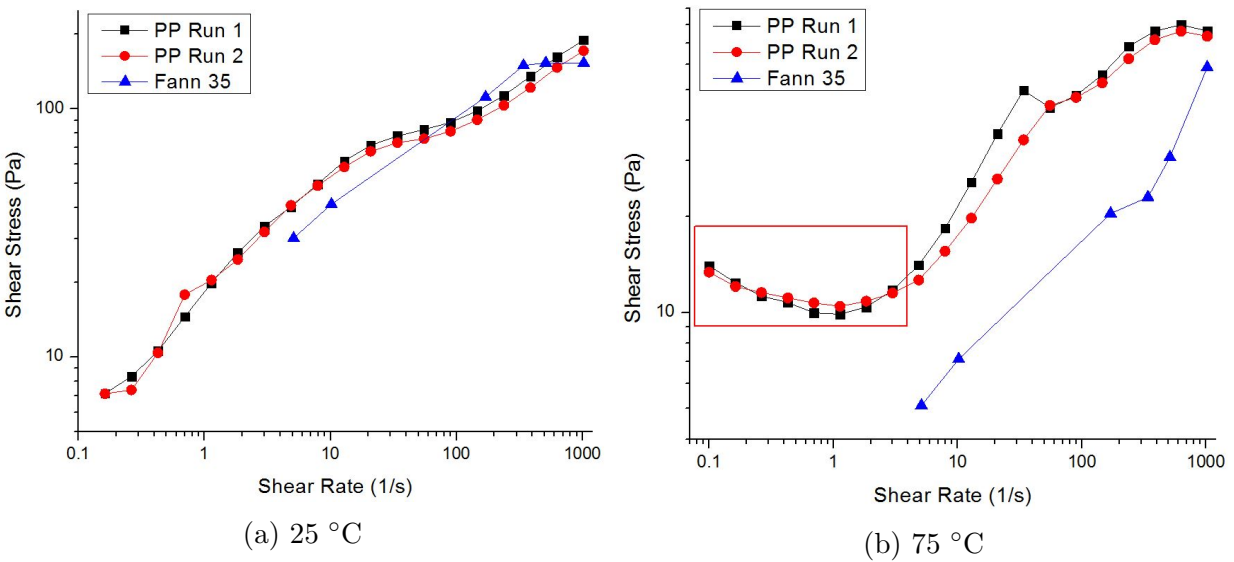 PP Run 1
PP Run 2
Fann 35
100
10
Shear Stress (Pa)
0.1 1 10 100 1000
Shear Rate (1/s)
(a) 25 °C
PP Run 1
PP Run 2
Fann 35
10
Shear Stress (Pa)
0.1 1 10 100 1000
Shear Rate (1/s)
(b) 75 °C